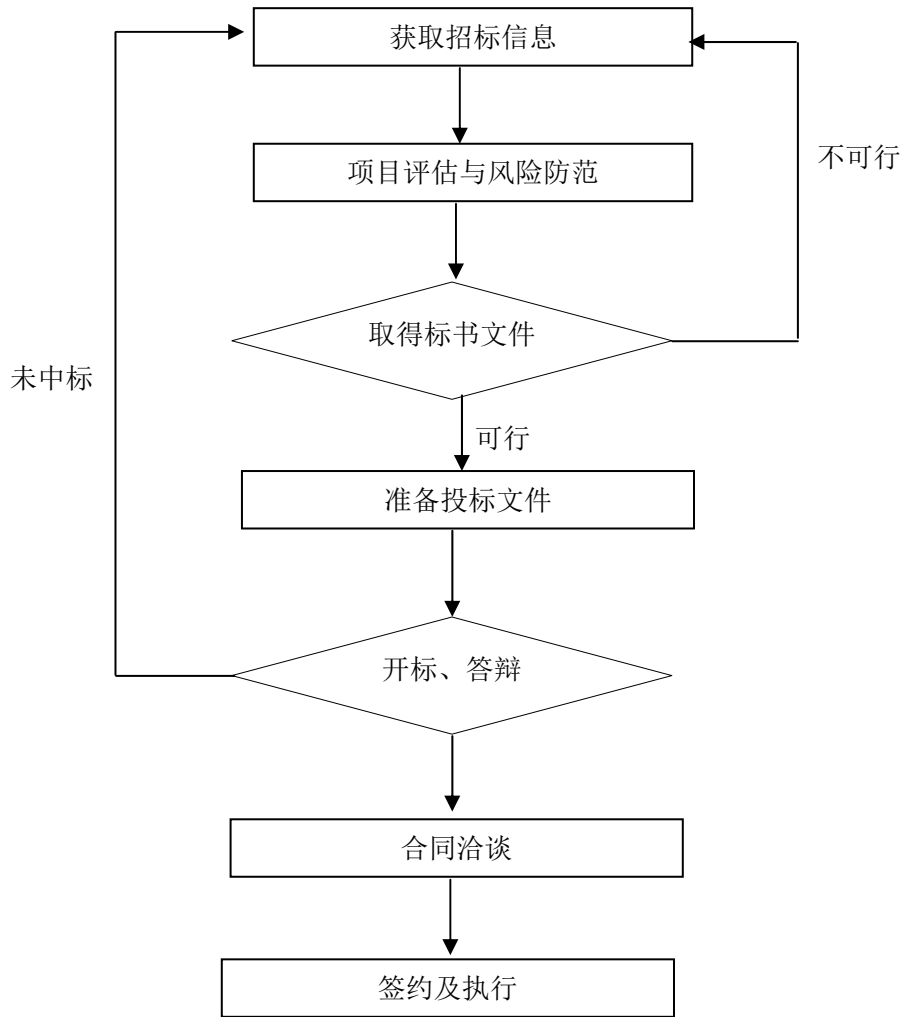 获取招标信息
不可行
项目评估与风险防范
取得标书文件
未中标
可行
准备投标文件
开标、答辩
合同洽谈
签约及执行